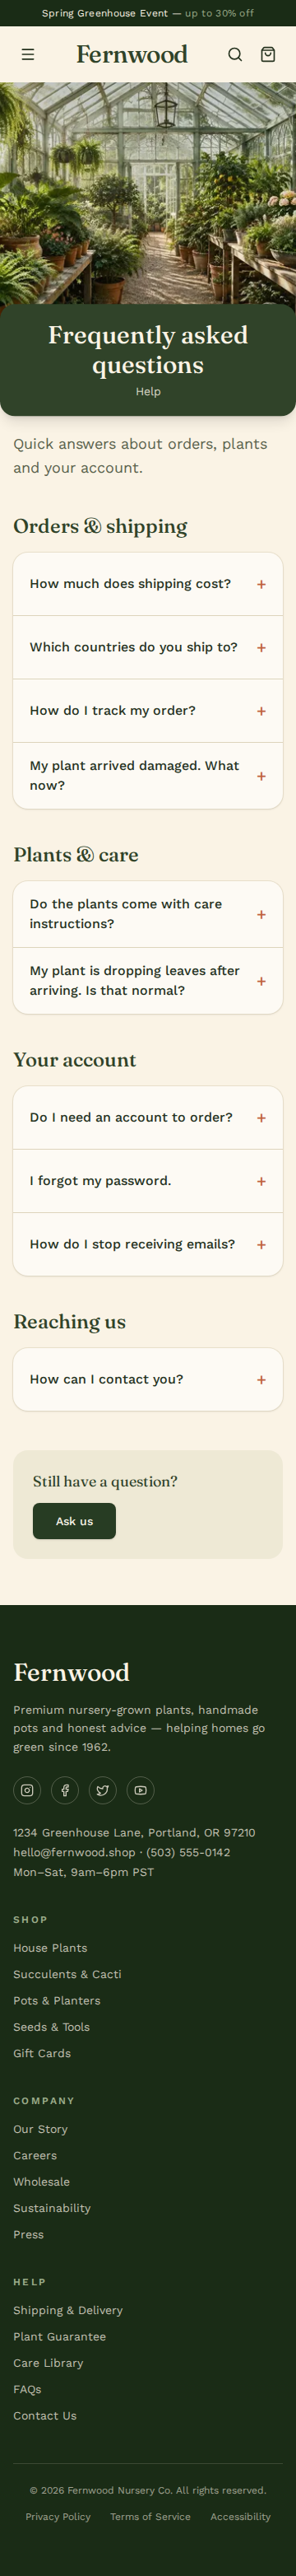 Spring Greenhouse Event — up to 30% off
Fernwood
Frequently asked
questions
Help
Quick answers about orders, plants
and your account.
Orders & shipping
How much does shipping cost? +
Which countries do you ship to? +
How do I track my order? +
My plant arrived damaged. What
now? +
Plants & care
Do the plants come with care
instructions? +
My plant is dropping leaves after
arriving. Is that normal? +
Your account
Do I need an account to order? +
I forgot my password. +
How do I stop receiving emails? +
Reaching us
How can I contact you? +
Still have a question?
Ask us
Fernwood
Premium nursery-grown plants, handmade
pots and honest advice — helping homes go
green since 1962.
1234 Greenhouse Lane, Portland, OR 97210
hello@fernwood.shop · (503) 555-0142
Mon–Sat, 9am–6pm PST
SHOP
House Plants
Succulents & Cacti
Pots & Planters
Seeds & Tools
Gift Cards
COMPANY
Our Story
Careers
Wholesale
Sustainability
Press
HELP
Shipping & Delivery
Plant Guarantee
Care Library
FAQs
Contact Us
© 2026 Fernwood Nursery Co. All rights reserved.
Privacy Policy Terms of Service Accessibility